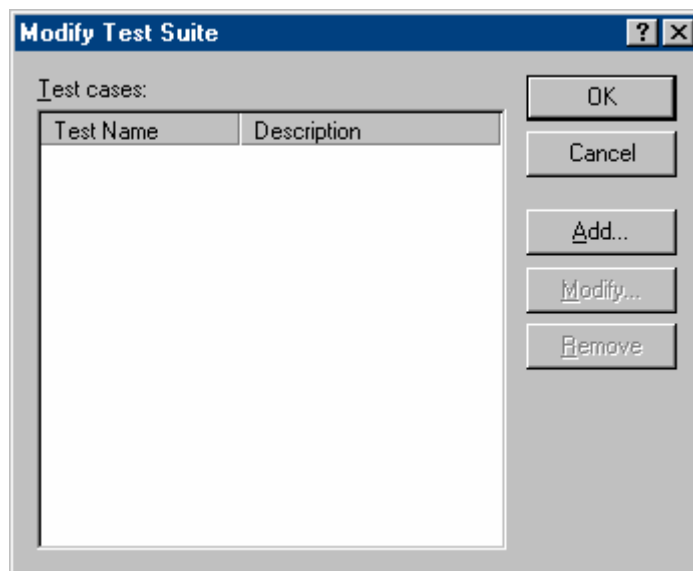 Modify Test Suite
Test cases:
Test Name Description
OK
Cancel
Add...
Modify...
Remove